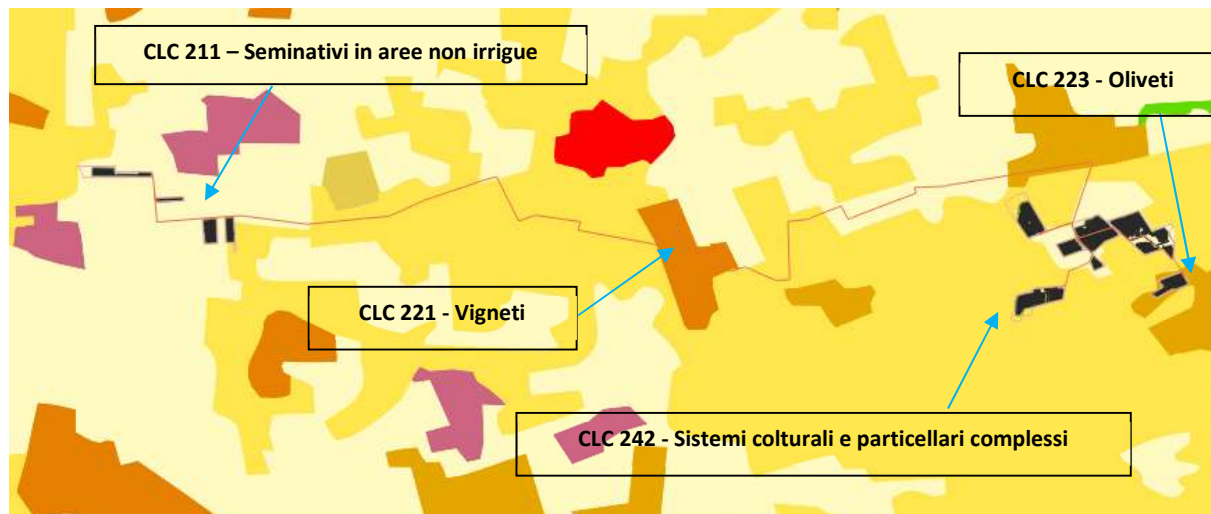 CLC 211 – Seminativi in aree non irrigue
CLC 223 - Oliveti
CLC 221 - Vigneti
CLC 242 - Sistemi colturali e particellari complessi